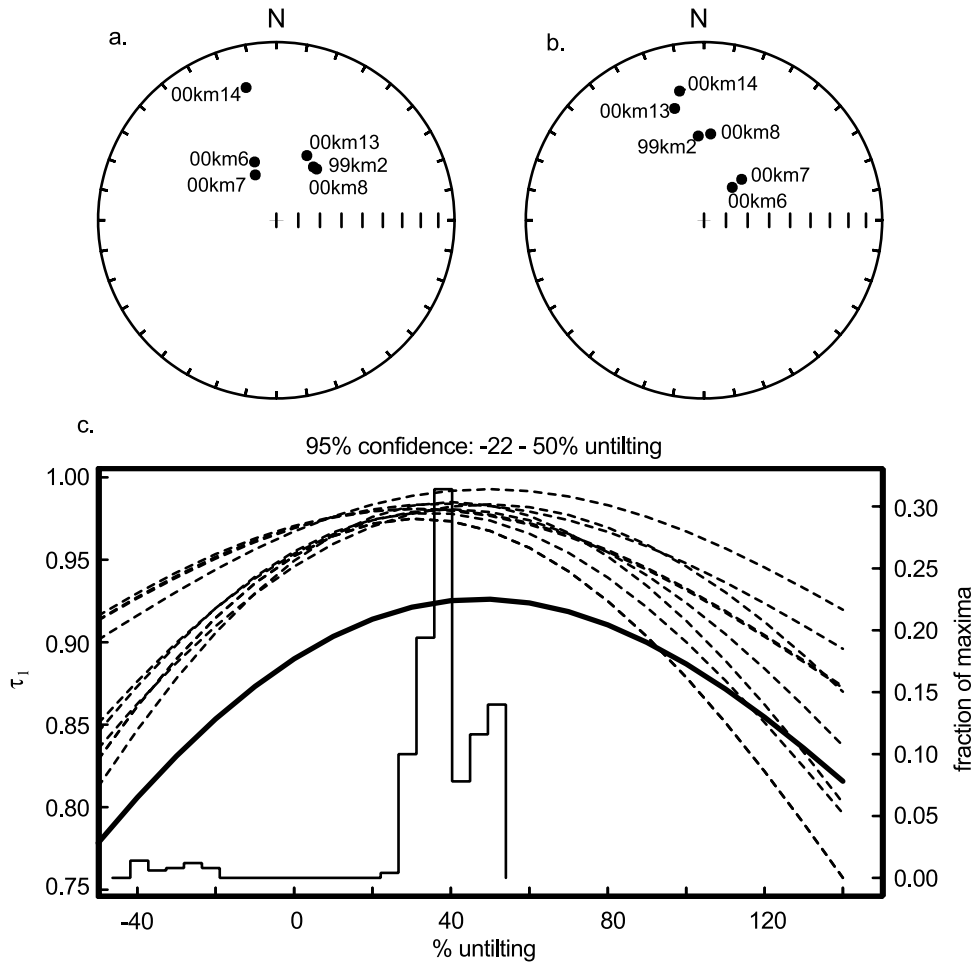 a.
N
00km14
00km13
00km6
99km2
00km7
00km8
b.
N
00km14
00km13
00km8
99km2
00km7
00km6
c.
95% confidence: -22 - 50% untilting
1.00
0.95
0.90
0.85
0.80
0.75
τ1
0.30
0.25
0.20
0.15
0.10
0.05
0.00
fraction of maxima
-40 0 40 80 120
% untilting